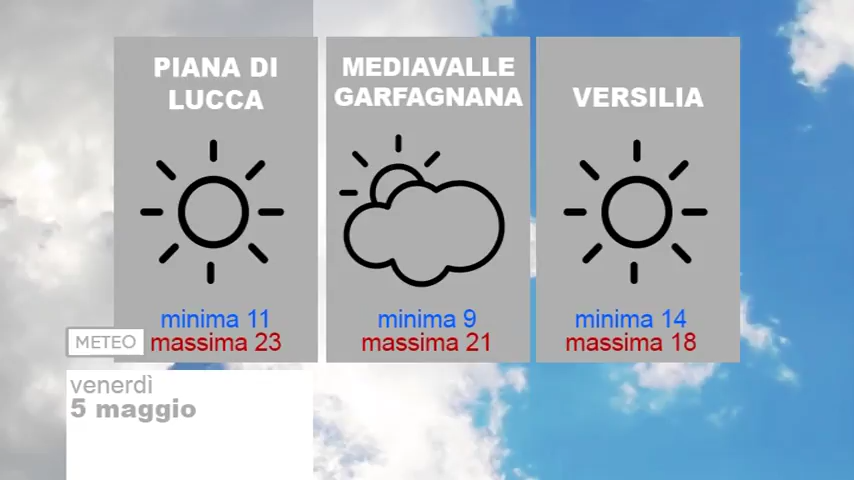 PIANA DI
LUCCA
minima 11
massima 23
MEDIAVALLE
GARFAGNANA
minima 9
massima 21
VERSILIA
minima 14
massima 18
METEO
venerdì
5 maggio